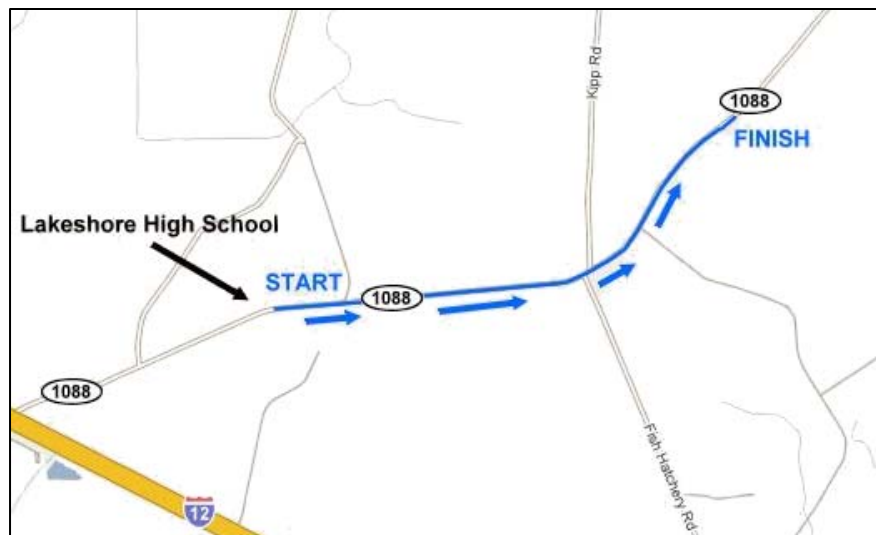 Kipp Rd
1088
FINISH
Lakeshore High School
START
1088
1088
Fish Hatchery Rd
12